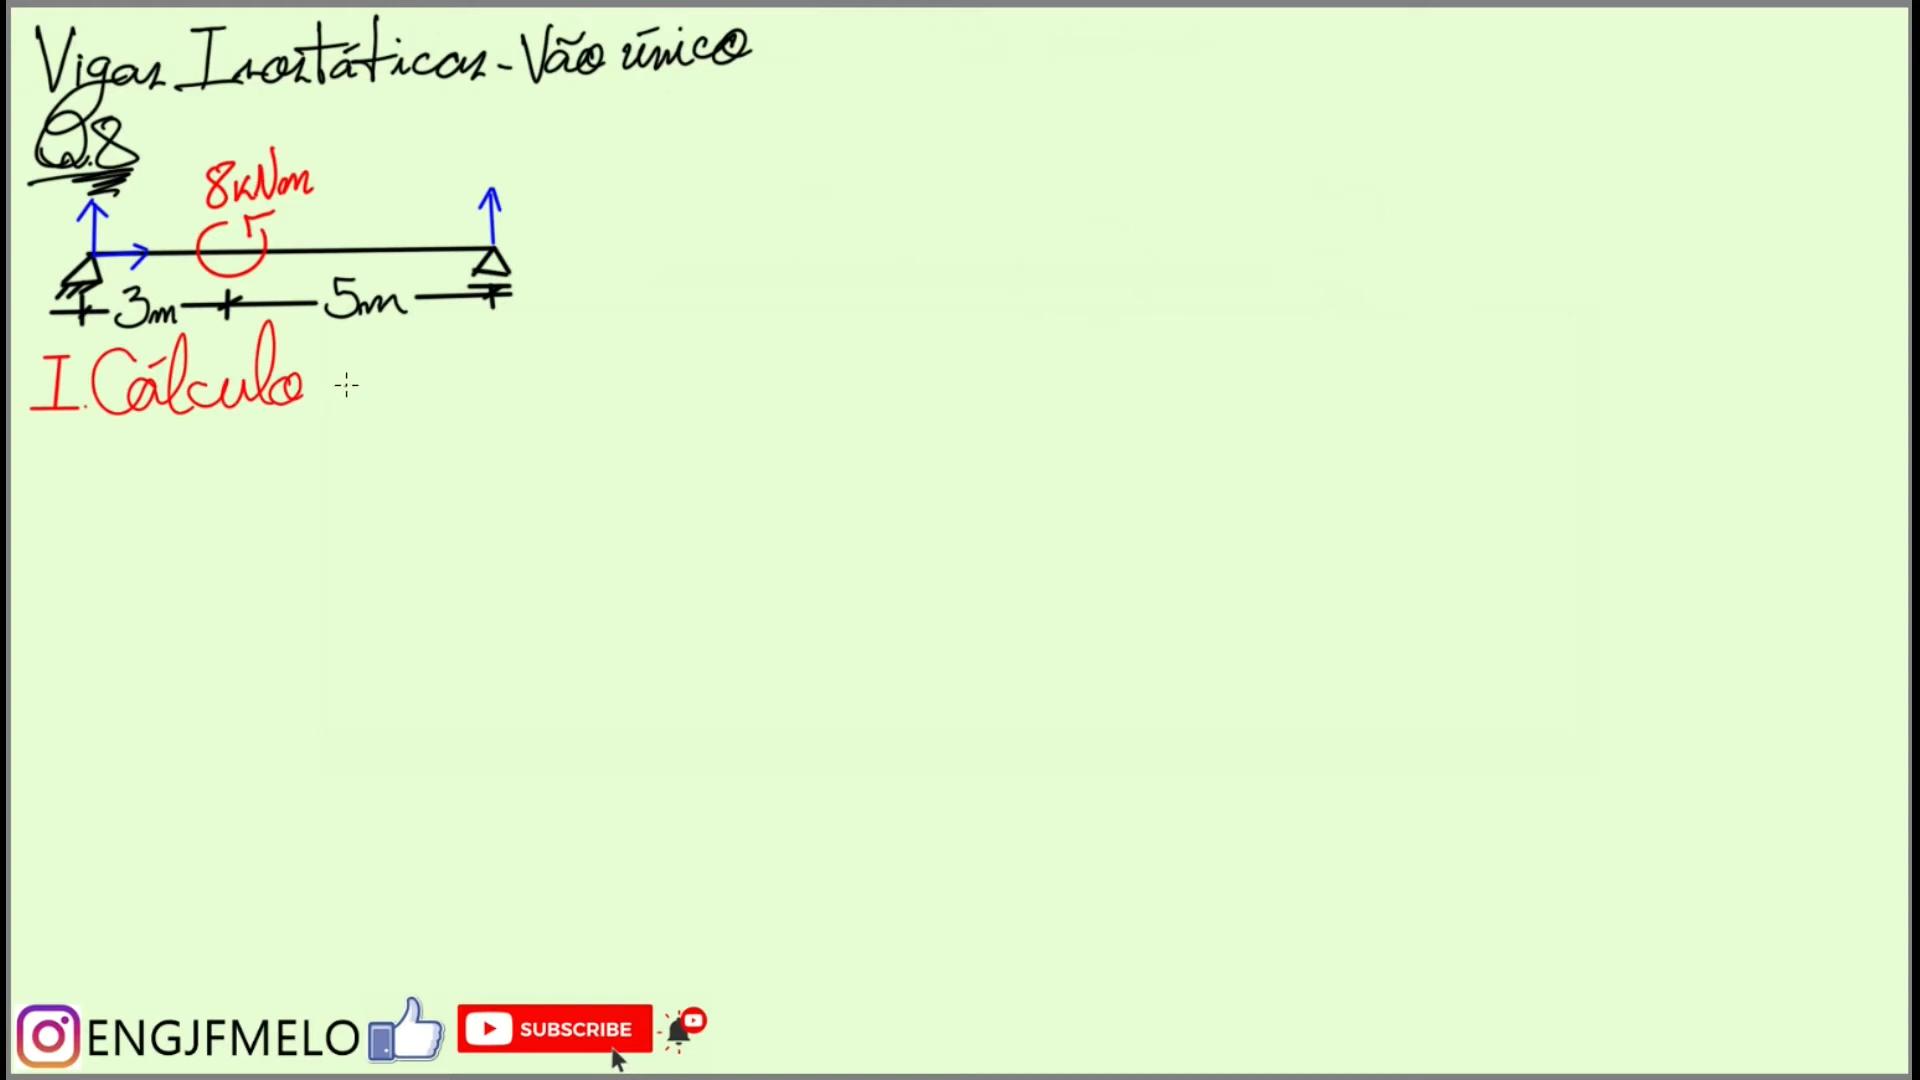 Vigas Isostáticas - Vão único
Q.8
8kNm
3m 5m
I. Cálculo
ENGJFMELO SUBSCRIBE